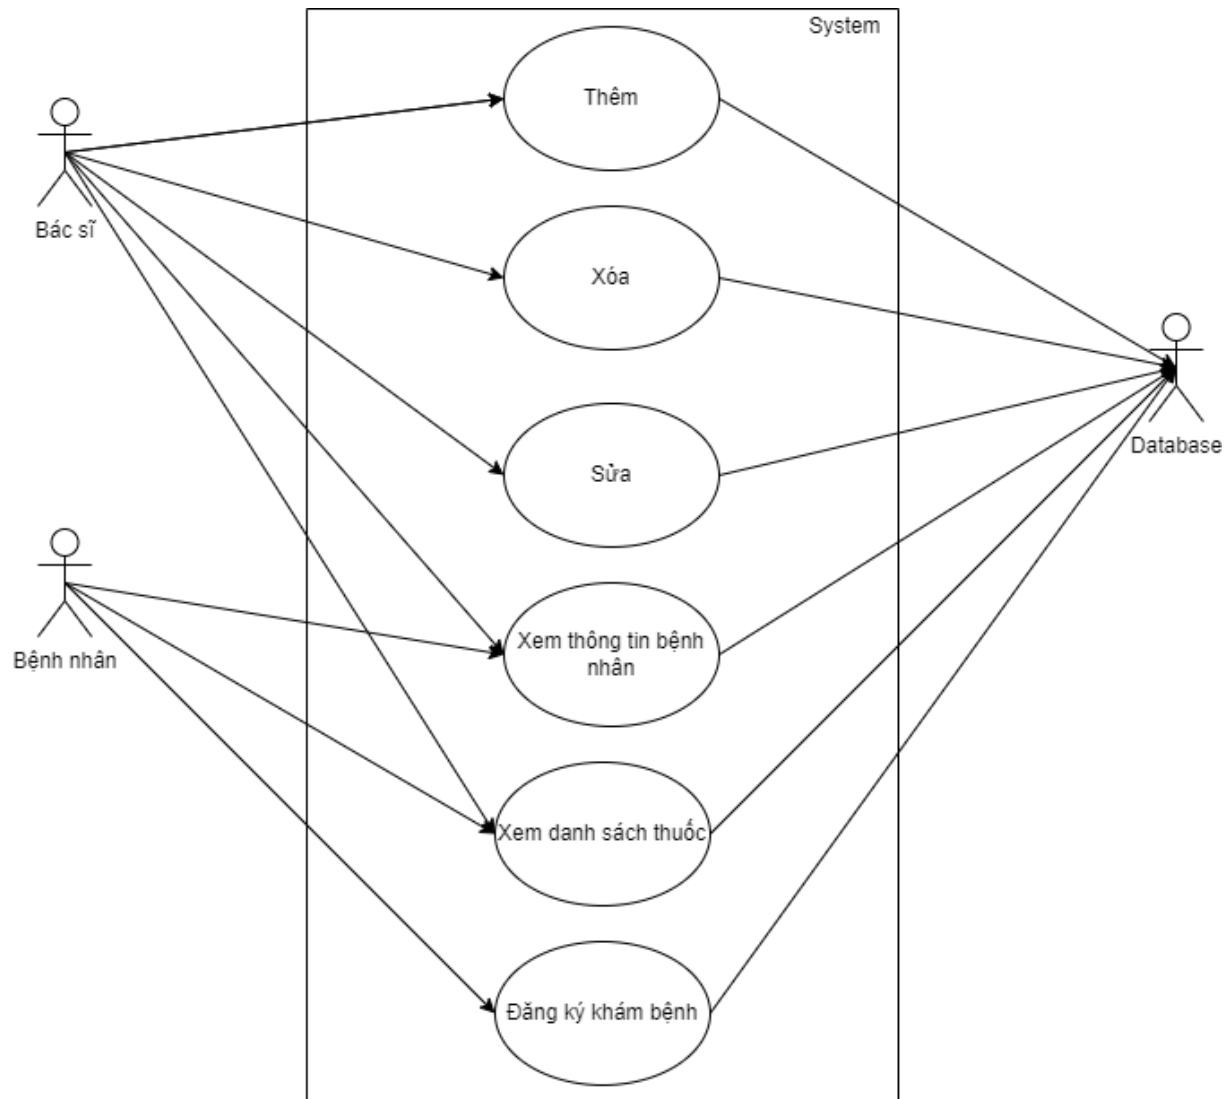 System
Thêm
Bác sĩ
Xóa
Database
Sửa
Bệnh nhân
Xem thông tin bệnh
nhân
Xem danh sách thuốc
Đăng ký khám bệnh